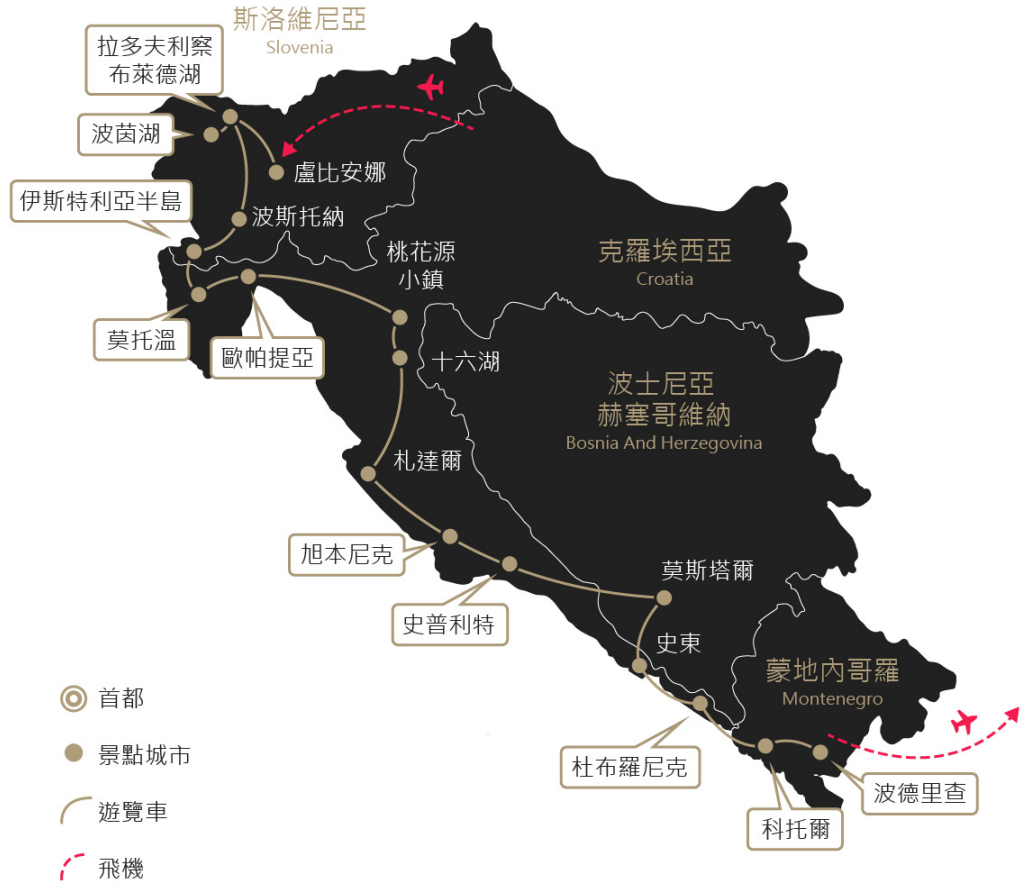 斯洛維尼亞
Slovenia
拉多夫利察
布萊德湖
波茵湖
盧比安娜
伊斯特利亞半島
波斯托納
桃花源
小鎮
克羅埃西亞
Croatia
莫托溫
歐帕提亞
十六湖
波士尼亞
赫塞哥維納
Bosnia And Herzegovina
札達爾
旭本尼克
莫斯塔爾
史普利特
史東
蒙地內哥羅
Montenegro
首都
景點城市
杜布羅尼克
波德里查
遊覽車
科托爾
飛機